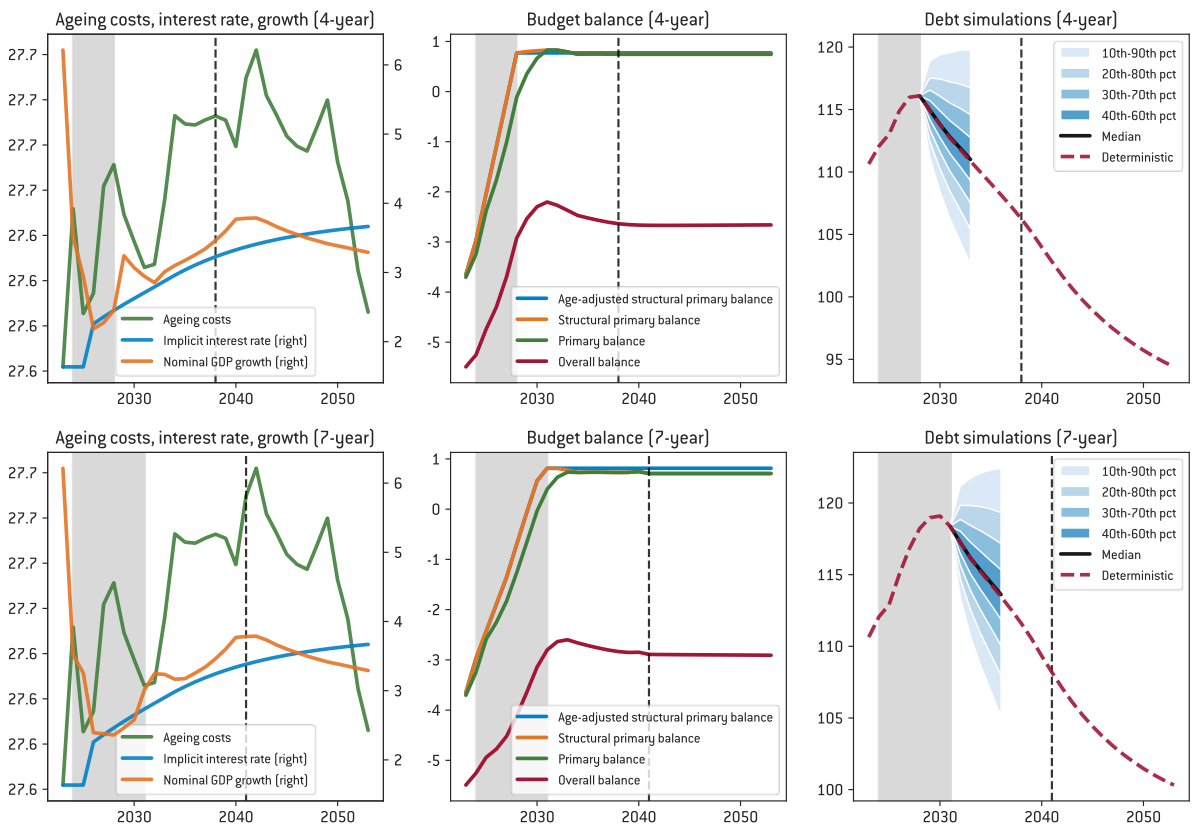 Ageing costs, interest rate, growth (4-year)
27.7
27.7
27.7
27.7
27.6
27.6
27.6
27.6
6
5
4
3
2
Ageing costs
Implicit interest rate (right)
Nominal GDP growth (right)
2030
2040
2050
Budget balance (4-year)
1
0
-1
-2
-3
-4
-5
Age-adjusted structural primary balance
Structural primary balance
Primary balance
Overall balance
2030
2040
2050
Debt simulations (4-year)
120
115
110
105
100
95
10th-90th pct
20th-80th pct
30th-70th pct
40th-60th pct
Median
Deterministic
2030
2040
2050
Ageing costs, interest rate, growth (7-year)
27.7
27.7
27.7
27.7
27.6
27.6
27.6
27.6
6
5
4
3
2
Ageing costs
Implicit interest rate (right)
Nominal GDP growth (right)
2030
2040
2050
Budget balance (7-year)
1
0
-1
-2
-3
-4
-5
Age-adjusted structural primary balance
Structural primary balance
Primary balance
Overall balance
2030
2040
2050
Debt simulations (7-year)
120
115
110
105
100
10th-90th pct
20th-80th pct
30th-70th pct
40th-60th pct
Median
Deterministic
2030
2040
2050